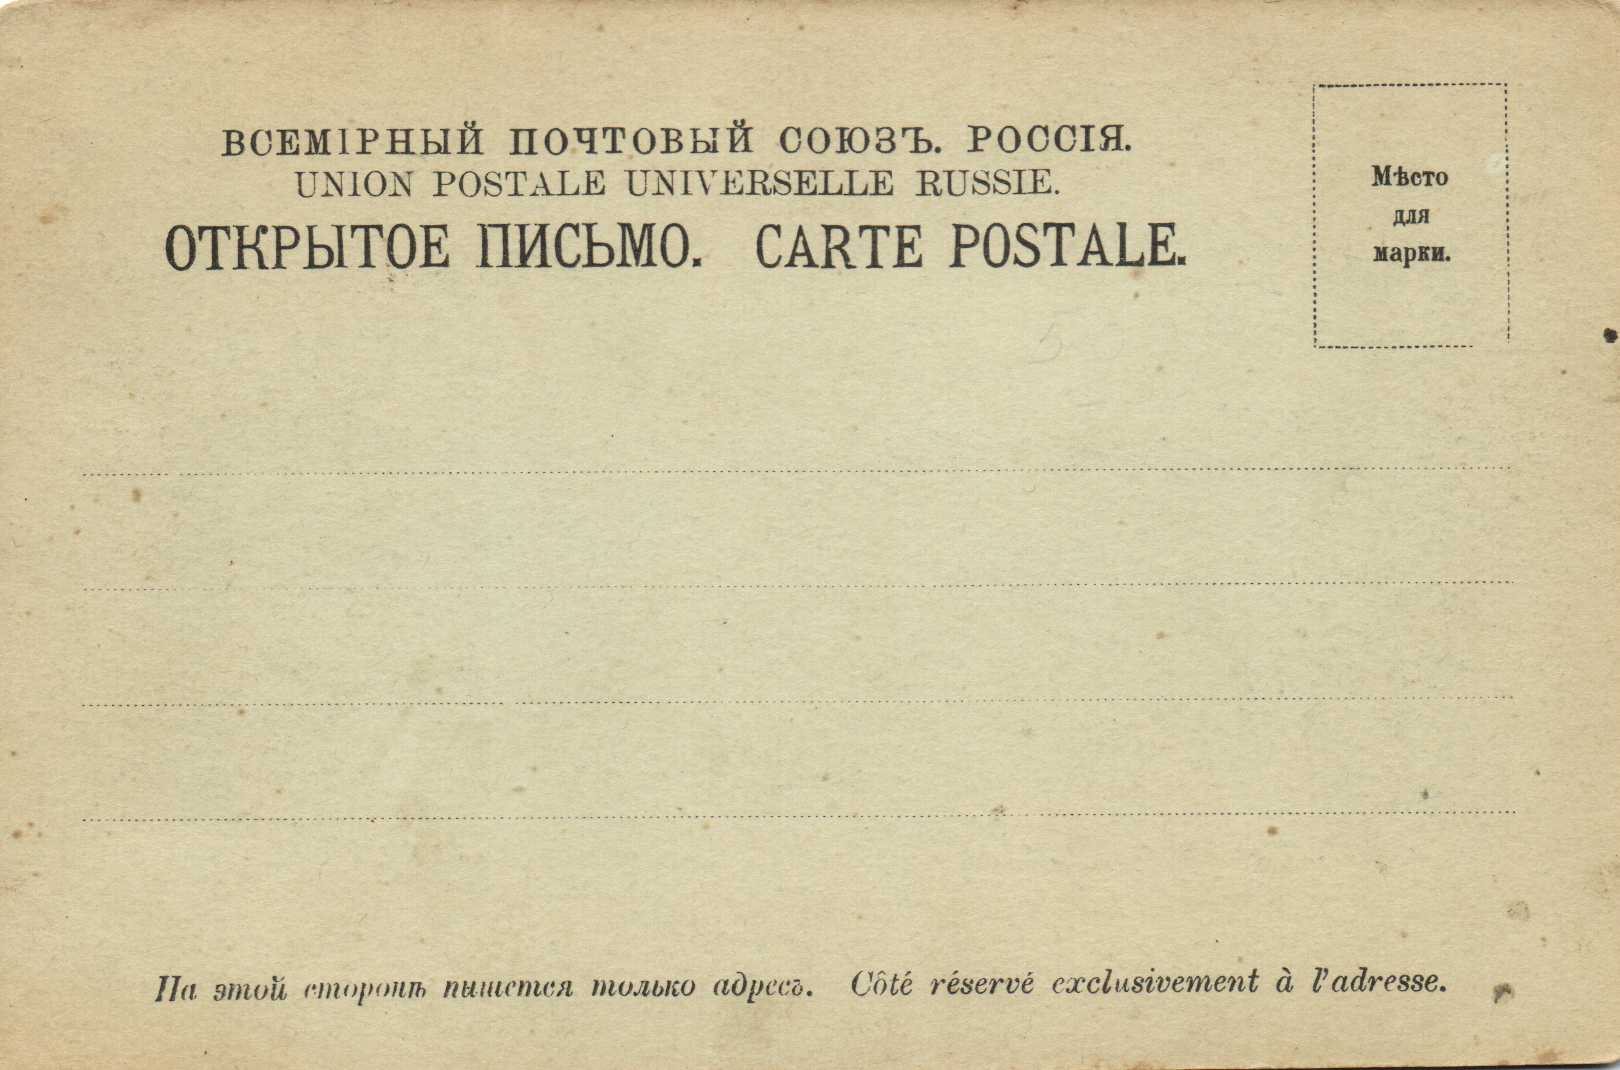 ВСЕМІРНЫЙ ПОЧТОВЫЙ СОЮЗЪ. РОССІЯ.
UNION POSTALE UNIVERSELLE RUSSIE.
ОТКРЫТОЕ ПИСЬМО. CARTE POSTALE.
Мѣсто
для
марки.
На этой сторонѣ пишется только адресъ. Côté réservé exclusivement à l'adresse.